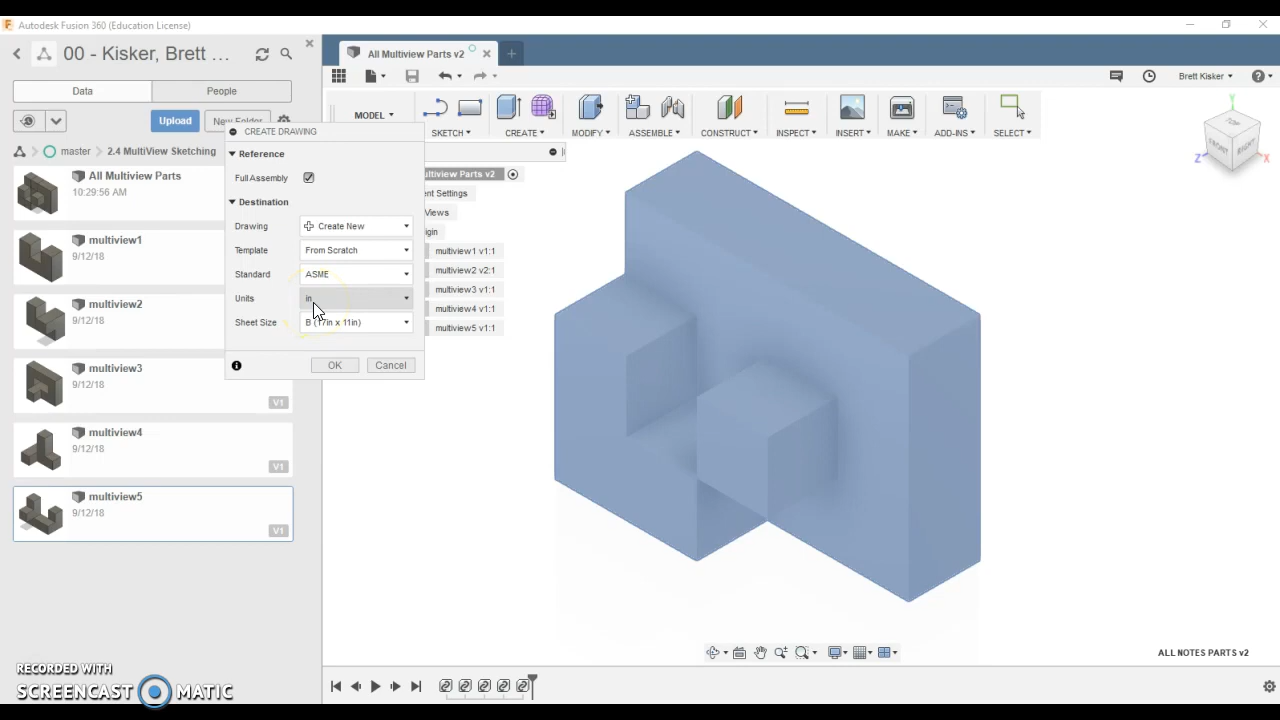 Autodesk Fusion 360 (Education License)
00 - Kisker, Brett ...
All Multiview Parts v2
Data
People
Upload
New Folder
master > 2.4 MultiView Sketching
All Multiview Parts
10:29:56 AM
multiview1
9/12/18
multiview2
9/12/18
multiview3
9/12/18
V1
multiview4
9/12/18
V1
multiview5
9/12/18
V1
CREATE DRAWING
Reference
Full Assembly
Destination
Drawing
Create New
Template
From Scratch
Standard
ASME
Units
in
Sheet Size
B (17in x 11in)
OK
Cancel
Brett Kisker
MODEL
SKETCH
CREATE
MODIFY
ASSEMBLE
CONSTRUCT
INSPECT
INSERT
MAKE
ADD-INS
SELECT
ultiview Parts v2
ent Settings
Views
igin
multiview1 v1:1
multiview2 v2:1
multiview3 v1:1
multiview4 v1:1
multiview5 v1:1
Y
TOP
FRONT
RIGHT
Z
X
ALL NOTES PARTS v2
RECORDED WITH
SCREENCAST MATIC